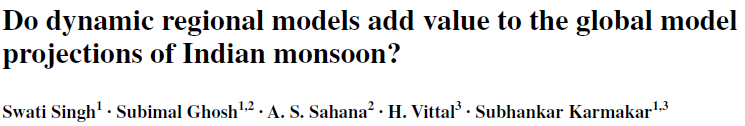 Do dynamic regional models add value to the global model
projections of Indian monsoon?
Swati Singh¹ · Subimal Ghosh¹,² · A. S. Sahana² · H. Vittal³ · Subhankar Karmakar¹,³